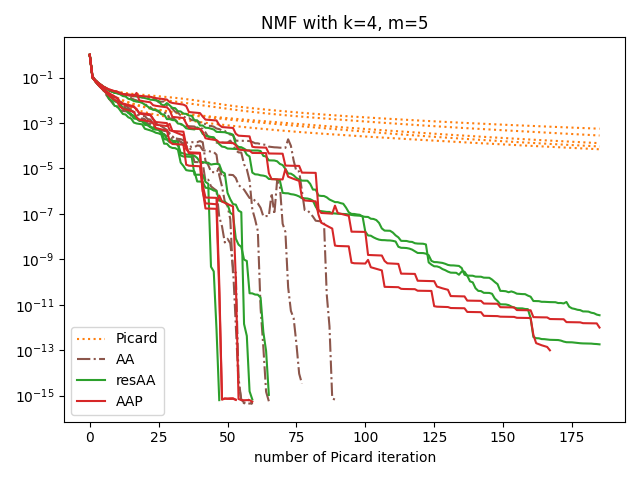 NMF with k=4, m=5
10⁻¹
10⁻³
10⁻⁵
10⁻⁷
10⁻⁹
10⁻¹¹
10⁻¹³
10⁻¹⁵
Picard
AA
resAA
AAP
0 25 50 75 100 125 150 175
number of Picard iteration